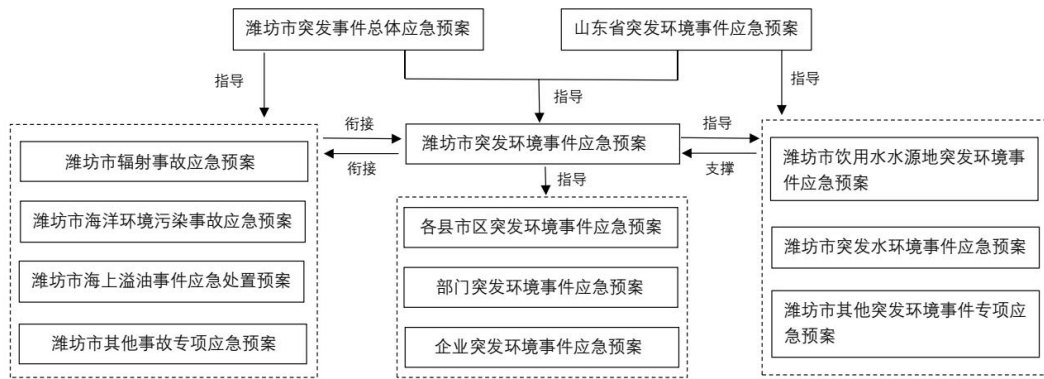 潍坊市突发事件总体应急预案
山东省突发环境事件应急预案
指导
指导
指导
潍坊市辐射事故应急预案
潍坊市海洋环境污染事故应急预案
潍坊市海上溢油事件应急处置预案
潍坊市其他事故专项应急预案
衔接
衔接
潍坊市突发环境事件应急预案
指导
支撑
指导
各县市区突发环境事件应急预案
部门突发环境事件应急预案
企业突发环境事件应急预案
潍坊市饮用水水源地突发环境事
件应急预案
潍坊市突发水环境事件应急预案
潍坊市其他突发环境事件专项应
急预案